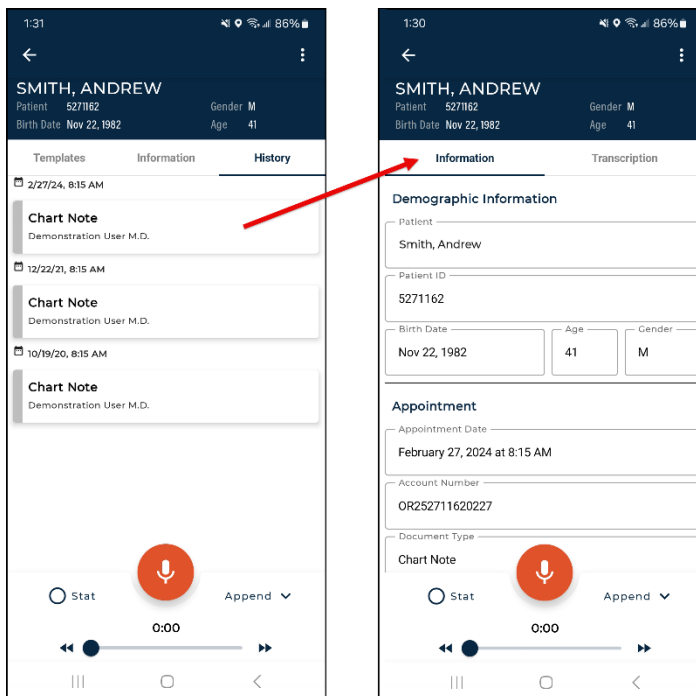 1:31 86%
SMITH, ANDREW
Patient 5271162 Gender M
Birth Date Nov 22, 1982 Age 41
Templates Information History
2/27/24, 8:15 AM
Chart Note
Demonstration User M.D.
12/22/21, 8:15 AM
Chart Note
Demonstration User M.D.
10/19/20, 8:15 AM
Chart Note
Demonstration User M.D.
Stat Append
0:00
1:30 86%
SMITH, ANDREW
Patient 5271162 Gender M
Birth Date Nov 22, 1982 Age 41
Information Transcription
Demographic Information
Patient
Smith, Andrew
Patient ID
5271162
Birth Date Age Gender
Nov 22, 1982 41 M
Appointment
Appointment Date
February 27, 2024 at 8:15 AM
Account Number
OR252711620227
Document Type
Chart Note
Stat Append
0:00